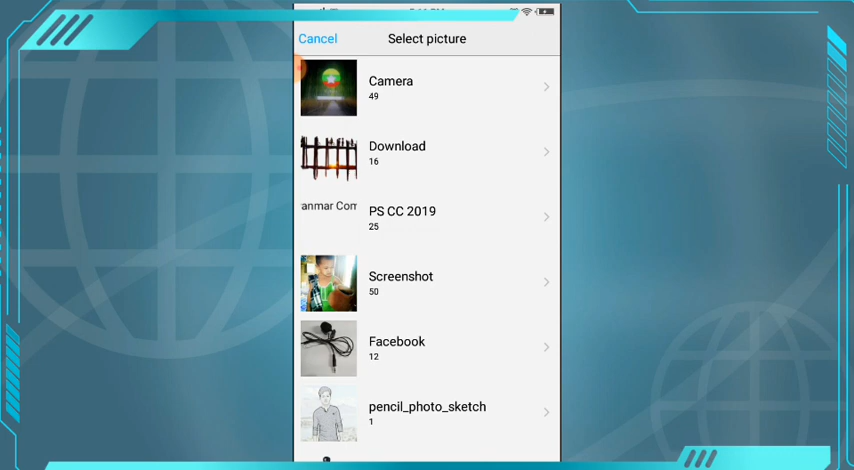 Cancel
Select picture
Camera
49
Download
16
anmar Com
PS CC 2019
25
Screenshot
50
Facebook
12
pencil_photo_sketch
1